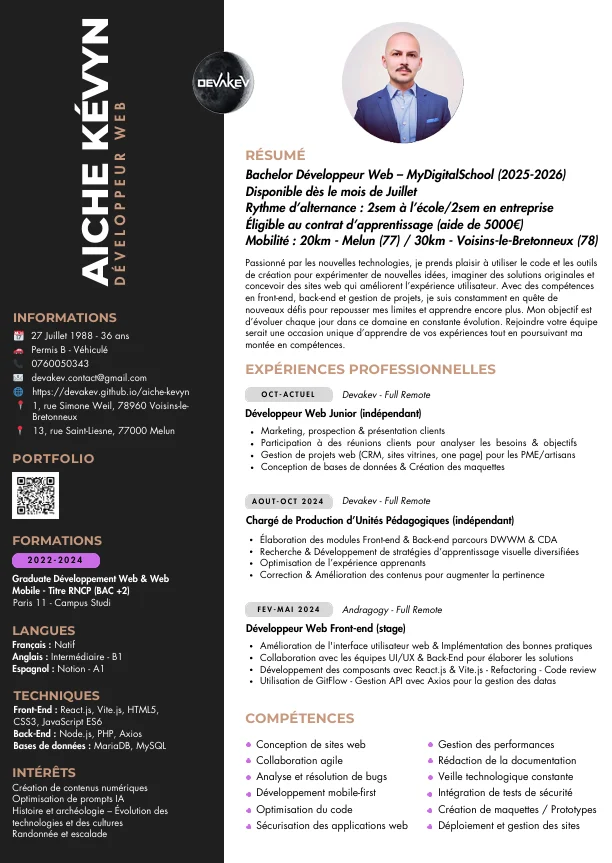 AICHE KÉVYN
DÉVELOPPEUR WEB
DEVAKEV
INFORMATIONS
27 Juillet 1988 - 36 ans
Permis B - Véhiculé
0760050343
devakev.contact@gmail.com
https://devakev.github.io/aiche-kevyn
1, rue Simone Weil, 78960 Voisins-le-
Bretonneux
13, rue Saint-Liesne, 77000 Melun
PORTFOLIO
FORMATIONS
2022-2024
Graduate Développement Web & Web
Mobile - Titre RNCP (BAC +2)
Paris 11 - Campus Studi
LANGUES
Français : Natif
Anglais : Intermédiaire - B1
Espagnol : Notion - A1
TECHNIQUES
Front-End : React.js, Vite.js, HTML5,
CSS3, JavaScript ES6
Back-End : Node.js, PHP, Axios
Bases de données : MariaDB, MySQL
INTÉRÊTS
Création de contenus numériques
Optimisation de prompts IA
Histoire et archéologie – Évolution des
technologies et des cultures
Randonnée et escalade
RÉSUMÉ
Bachelor Développeur Web – MyDigitalSchool (2025-2026)
Disponible dès le mois de Juillet
Rythme d'alternance : 2sem à l'école/2sem en entreprise
Éligible au contrat d'apprentissage (aide de 5000€)
Mobilité : 20km - Melun (77) / 30km - Voisins-le-Bretonneux (78)
Passionné par les nouvelles technologies, je prends plaisir à utiliser le code et les outils
de création pour expérimenter de nouvelles idées, imaginer des solutions originales et
concevoir des sites web qui améliorent l'expérience utilisateur. Avec des compétences
en front-end, back-end et gestion de projets, je suis constamment en quête de
nouveaux défis pour repousser mes limites et apprendre encore plus. Mon objectif est
d'évoluer chaque jour dans ce domaine en constante évolution. Rejoindre votre équipe
serait une occasion unique d'apprendre de vos expériences tout en poursuivant ma
montée en compétences.
EXPÉRIENCES PROFESSIONNELLES
OCT-ACTUEL Devakev - Full Remote
Développeur Web Junior (indépendant)
• Marketing, prospection & présentation clients
• Participation à des réunions clients pour analyser les besoins & objectifs
• Gestion de projets web (CRM, sites vitrines, one page) pour les PME/artisans
• Conception de bases de données & Création des maquettes
AOUT-OCT 2024 Devakev - Full Remote
Chargé de Production d'Unités Pédagogiques (indépendant)
• Élaboration des modules Front-end & Back-end parcours DWWM & CDA
• Recherche & Développement de stratégies d'apprentissage visuelle diversifiées
• Optimisation de l'expérience apprenants
• Correction & Amélioration des contenus pour augmenter la pertinence
FEV-MAI 2024 Andragogy - Full Remote
Développeur Web Front-end (stage)
• Amélioration de l'interface utilisateur web & Implémentation des bonnes pratiques
• Collaboration avec les équipes UI/UX & Back-End pour élaborer les solutions
• Développement des composants avec React.js & Vite.js - Refactoring - Code review
• Utilisation de GitFlow - Gestion API avec Axios pour la gestion des datas
COMPÉTENCES
Conception de sites web
Collaboration agile
Analyse et résolution de bugs
Développement mobile-first
Optimisation du code
Sécurisation des applications web
Gestion des performances
Rédaction de la documentation
Veille technologique constante
Intégration de tests de sécurité
Création de maquettes / Prototypes
Déploiement et gestion des sites